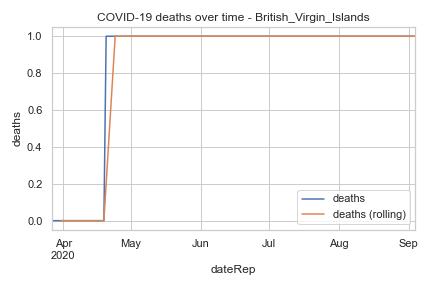 COVID-19 deaths over time - British_Virgin_Islands
deaths
1.0
0.8
0.6
0.4
0.2
0.0
deaths
deaths (rolling)
Apr May Jun Jul Aug Sep
2020
dateRep